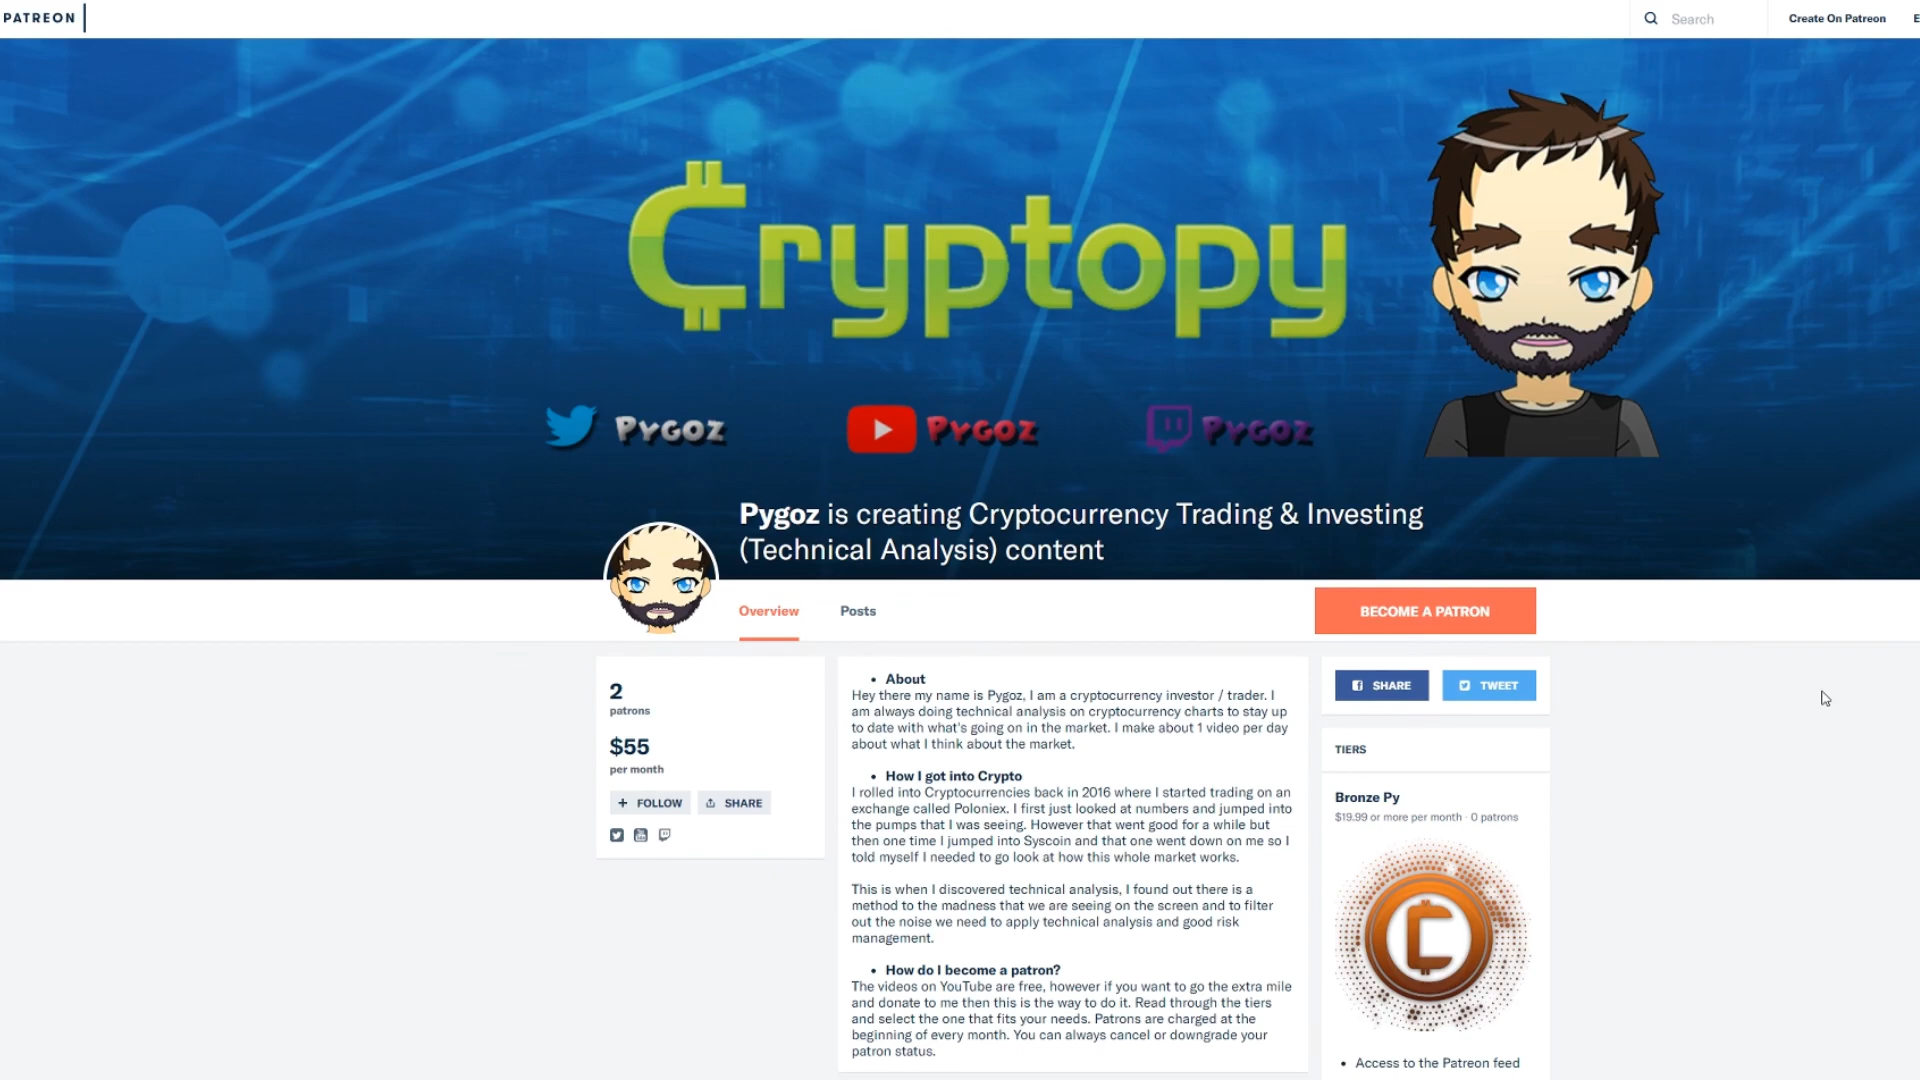 PATREON
Search
Create On Patreon
Cryptopy
PYGOZ
PYGOZ
PYGOZ
Pygoz is creating Cryptocurrency Trading & Investing
(Technical Analysis) content
Overview
Posts
BECOME A PATRON
2
patrons
$55
per month
+ FOLLOW
SHARE
• About
Hey there my name is Pygoz, I am a cryptocurrency investor / trader. I
am always doing technical analysis on cryptocurrency charts to stay up
to date with what's going on in the market. I make about 1 video per day
about what I think about the market.
• How I got into Crypto
I rolled into Cryptocurrencies back in 2016 where I started trading on an
exchange called Poloniex. I first just looked at numbers and jumped into
the pumps that I was seeing. However that went good for a while but
then one time I jumped into Syscoin and that one went down on me so I
told myself I needed to go look at how this whole market works.
This is when I discovered technical analysis, I found out there is a
method to the madness that we are seeing on the screen and to filter
out the noise we need to apply technical analysis and good risk
management.
• How do I become a patron?
The videos on YouTube are free, however if you want to go the extra mile
and donate to me then this is the way to do it. Read through the tiers
and select the one that fits your needs. Patrons are charged at the
beginning of every month. You can always cancel or downgrade your
patron status.
SHARE
TWEET
TIERS
Bronze Py
$19.99 or more per month · 0 patrons
• Access to the Patreon feed